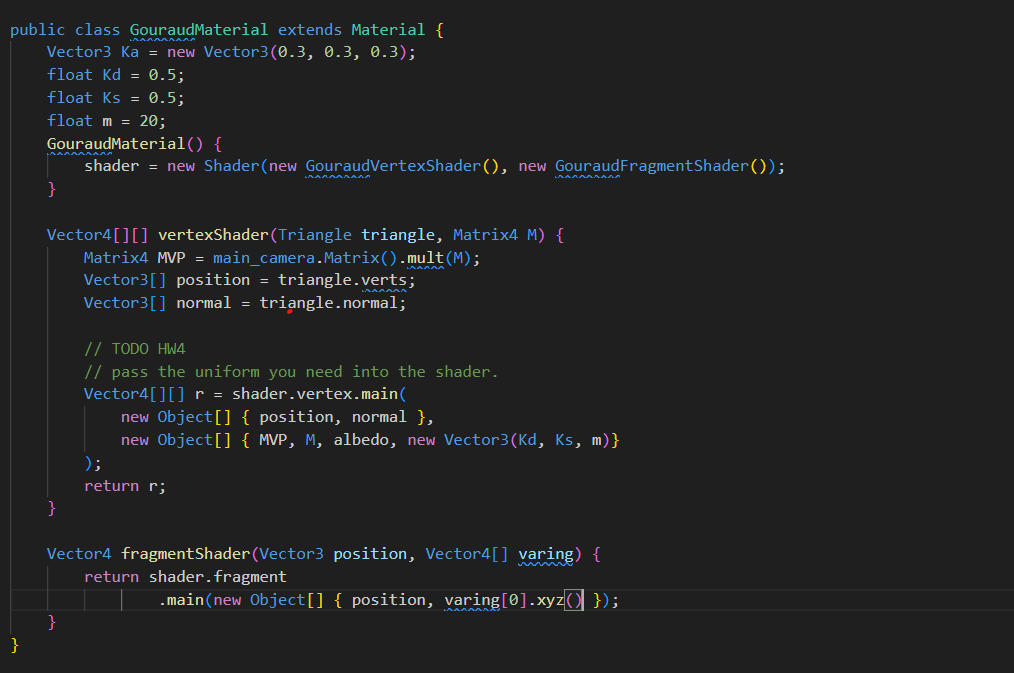 public class GouraudMaterial extends Material {
    Vector3 Ka = new Vector3(0.3, 0.3, 0.3);
    float Kd = 0.5;
    float Ks = 0.5;
    float m = 20;
    GouraudMaterial() {
        shader = new Shader(new GouraudVertexShader(), new GouraudFragmentShader());
    }

    Vector4[][] vertexShader(Triangle triangle, Matrix4 M) {
        Matrix4 MVP = main_camera.Matrix().mult(M);
        Vector3[] position = triangle.verts;
        Vector3[] normal = triangle.normal;

        // TODO HW4
        // pass the uniform you need into the shader.
        Vector4[][] r = shader.vertex.main(
            new Object[] { position, normal },
            new Object[] { MVP, M, albedo, new Vector3(Kd, Ks, m)}
        );
        return r;
    }

    Vector4 fragmentShader(Vector3 position, Vector4[] varing) {
        return shader.fragment
                .main(new Object[] { position, varing[0].xyz() });
    }
}